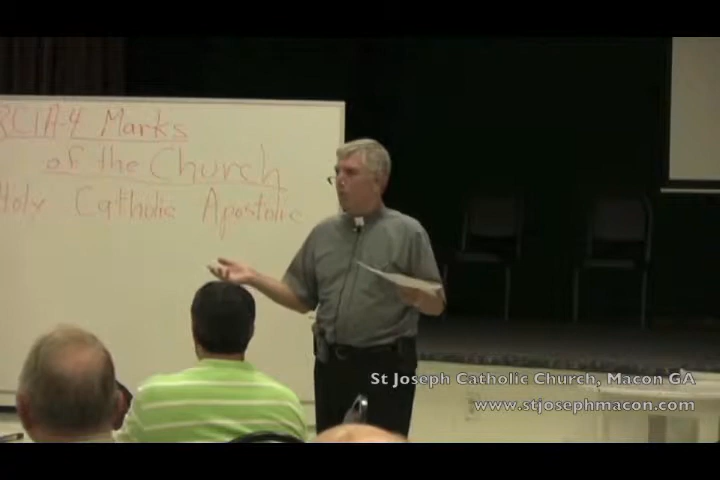 RCIA-4 Marks
of the Church
Holy Catholic Apostolic
St Joseph Catholic Church, Macon GA
www.stjosephmacon.com